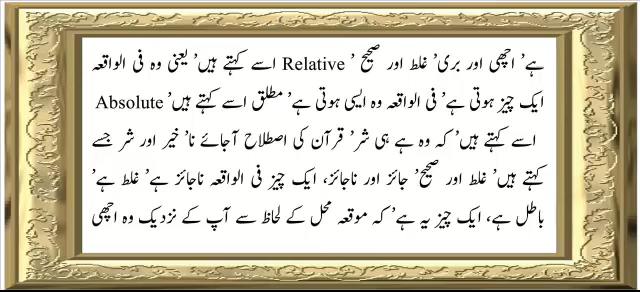 ہے’ اچھی اور بری’ غلط اور صحیح ’ Relative اسے کہتے ہیں’ یعنی وہ فی الواقعہ
ایک چیز ہوتی ہے’ فی الواقعہ وہ ایسی ہوتی ہے’ مطلق اسے کہتے ہیں’ Absolute
اسے کہتے ہیں’ کہ وہ ہے ہی شر’ قرآن کی اصطلاح آجائے نا’ خیر اور شر جسے
کہتے ہیں’ غلط اور صحیح’ جائز اور ناجائز، ایک چیز فی الواقعہ ناجائز ہے’ غلط ہے’
باطل ہے، ایک چیز یہ ہے’ کہ موقعہ محل کے لحاظ سے آپ کے نزدیک وہ اچھی